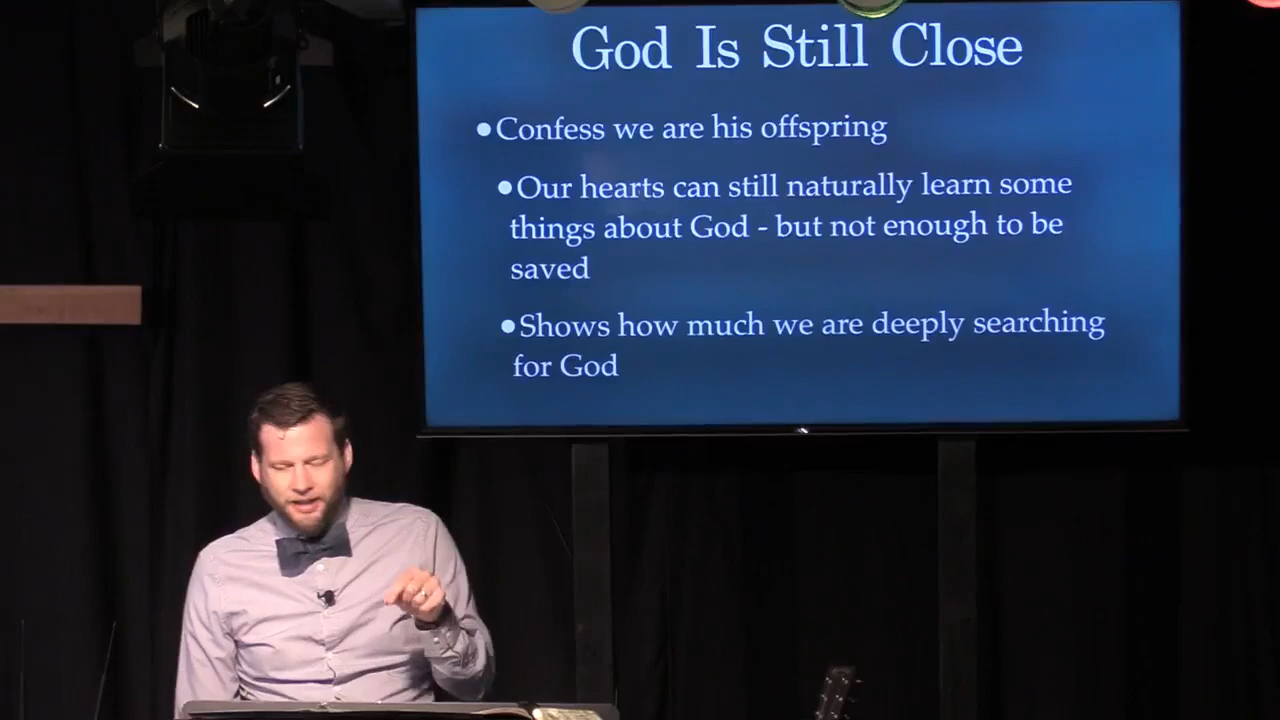 God Is Still Close
•Confess we are his offspring
•Our hearts can still naturally learn some
things about God - but not enough to be
saved
•Shows how much we are deeply searching
for God